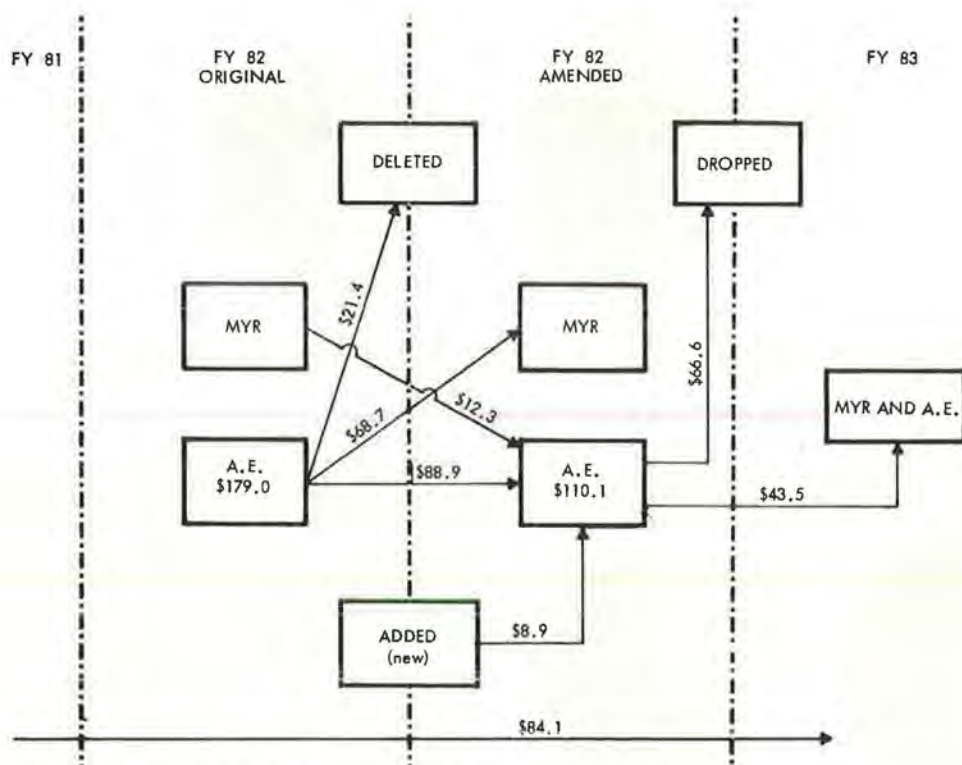 FY 81
FY 82
ORIGINAL
FY 82
AMENDED
FY 83
DELETED
DROPPED
MYR
MYR
$21.4
$68.7
$12.3
$66.6
MYR AND A.E.
A.E.
$179.0
$88.9
A.E.
$110.1
$43.5
ADDED
(new)
$8.9
$84.1